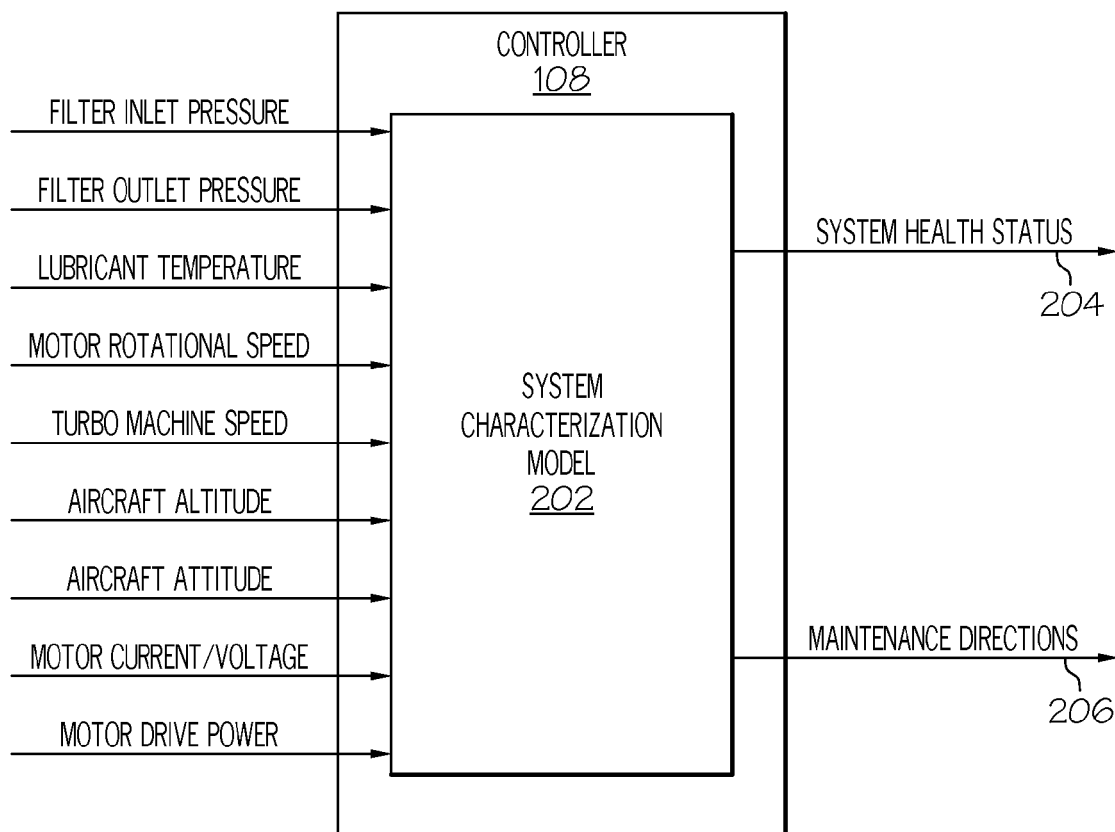 CONTROLLER
108
FILTER INLET PRESSURE
FILTER OUTLET PRESSURE
LUBRICANT TEMPERATURE
MOTOR ROTATIONAL SPEED
TURBO MACHINE SPEED
AIRCRAFT ALTITUDE
AIRCRAFT ATTITUDE
MOTOR CURRENT/VOLTAGE
MOTOR DRIVE POWER
SYSTEM
CHARACTERIZATION
MODEL
202
SYSTEM HEALTH STATUS
204
MAINTENANCE DIRECTIONS
206